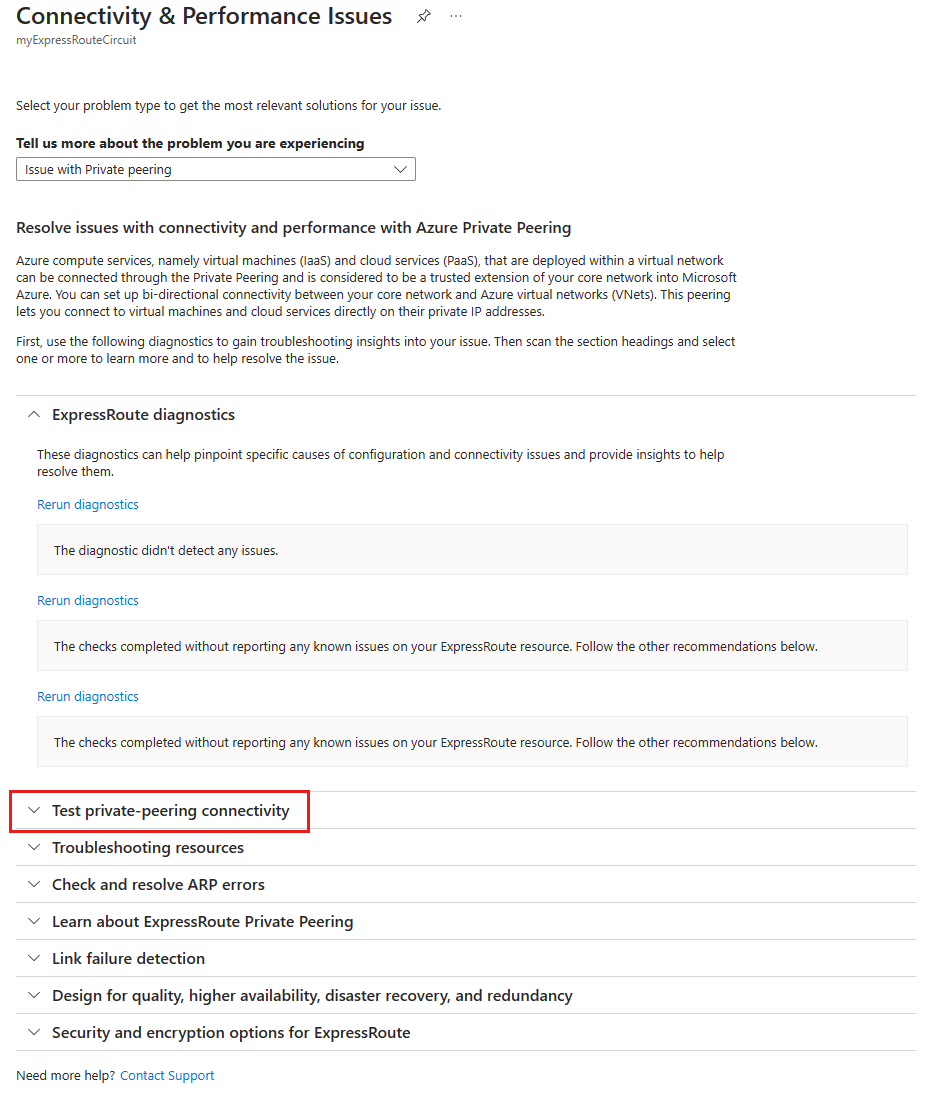 Connectivity & Performance Issues
myExpressRouteCircuit
Select your problem type to get the most relevant solutions for your issue.
Tell us more about the problem you are experiencing
Issue with Private peering
Resolve issues with connectivity and performance with Azure Private Peering
Azure compute services, namely virtual machines (IaaS) and cloud services (PaaS), that are deployed within a virtual network
can be connected through the Private Peering and is considered to be a trusted extension of your core network into Microsoft
Azure. You can set up bi-directional connectivity between your core network and Azure virtual networks (VNets). This peering
lets you connect to virtual machines and cloud services directly on their private IP addresses.
First, use the following diagnostics to gain troubleshooting insights into your issue. Then scan the section headings and select
one or more to learn more and to help resolve the issue.
ExpressRoute diagnostics
These diagnostics can help pinpoint specific causes of configuration and connectivity issues and provide insights to help
resolve them.
Rerun diagnostics
The diagnostic didn't detect any issues.
Rerun diagnostics
The checks completed without reporting any known issues on your ExpressRoute resource. Follow the other recommendations below.
Rerun diagnostics
The checks completed without reporting any known issues on your ExpressRoute resource. Follow the other recommendations below.
Test private-peering connectivity
Troubleshooting resources
Check and resolve ARP errors
Learn about ExpressRoute Private Peering
Link failure detection
Design for quality, higher availability, disaster recovery, and redundancy
Security and encryption options for ExpressRoute
Need more help? Contact Support